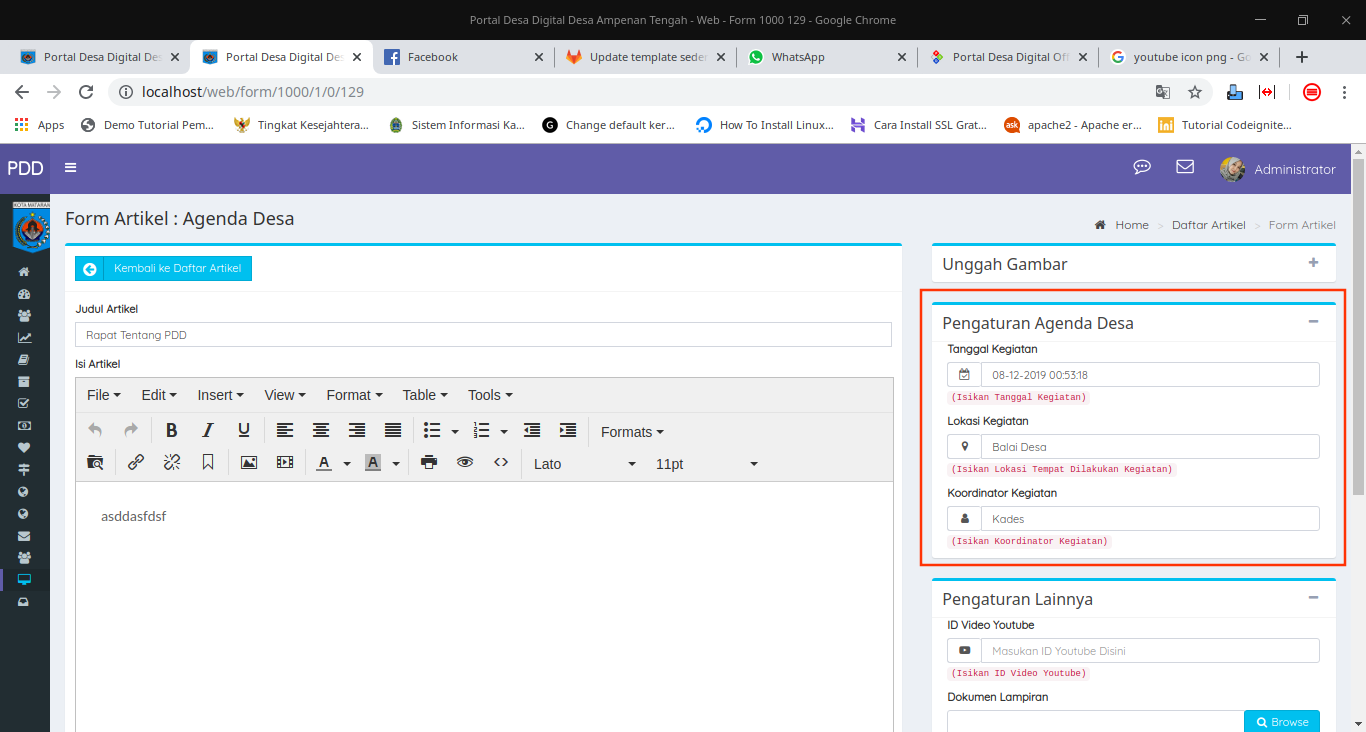 Portal Desa Digital Desa Ampenan Tengah - Web - Form 1000 129 - Google Chrome
Portal Desa Digital Des
Portal Desa Digital Des
Facebook
Update template seder
WhatsApp
Portal Desa Digital Off
youtube icon png - Go
localhost/web/form/1000/1/0/129
Apps
Demo Tutorial Pem...
Tingkat Kesejahtera...
Sistem Informasi Ka...
Change default ker...
How To Install Linux...
Cara Install SSL Grat...
apache2 - Apache er...
Tutorial Codeignite...
PDD
Administrator
KOTA MATARAM
Form Artikel : Agenda Desa
Home > Daftar Artikel > Form Artikel
Kembali ke Daftar Artikel
Judul Artikel
Rapat Tentang PDD
Isi Artikel
File Edit Insert View Format Table Tools
Formats
Lato 11pt
asddasfdsf
Unggah Gambar
Pengaturan Agenda Desa
Tanggal Kegiatan
08-12-2019 00:53:18
(Isikan Tanggal Kegiatan)
Lokasi Kegiatan
Balai Desa
(Isikan Lokasi Tempat Dilakukan Kegiatan)
Koordinator Kegiatan
Kades
(Isikan Koordinator Kegiatan)
Pengaturan Lainnya
ID Video Youtube
Masukan ID Youtube Disini
(Isikan ID Video Youtube)
Dokumen Lampiran
Browse